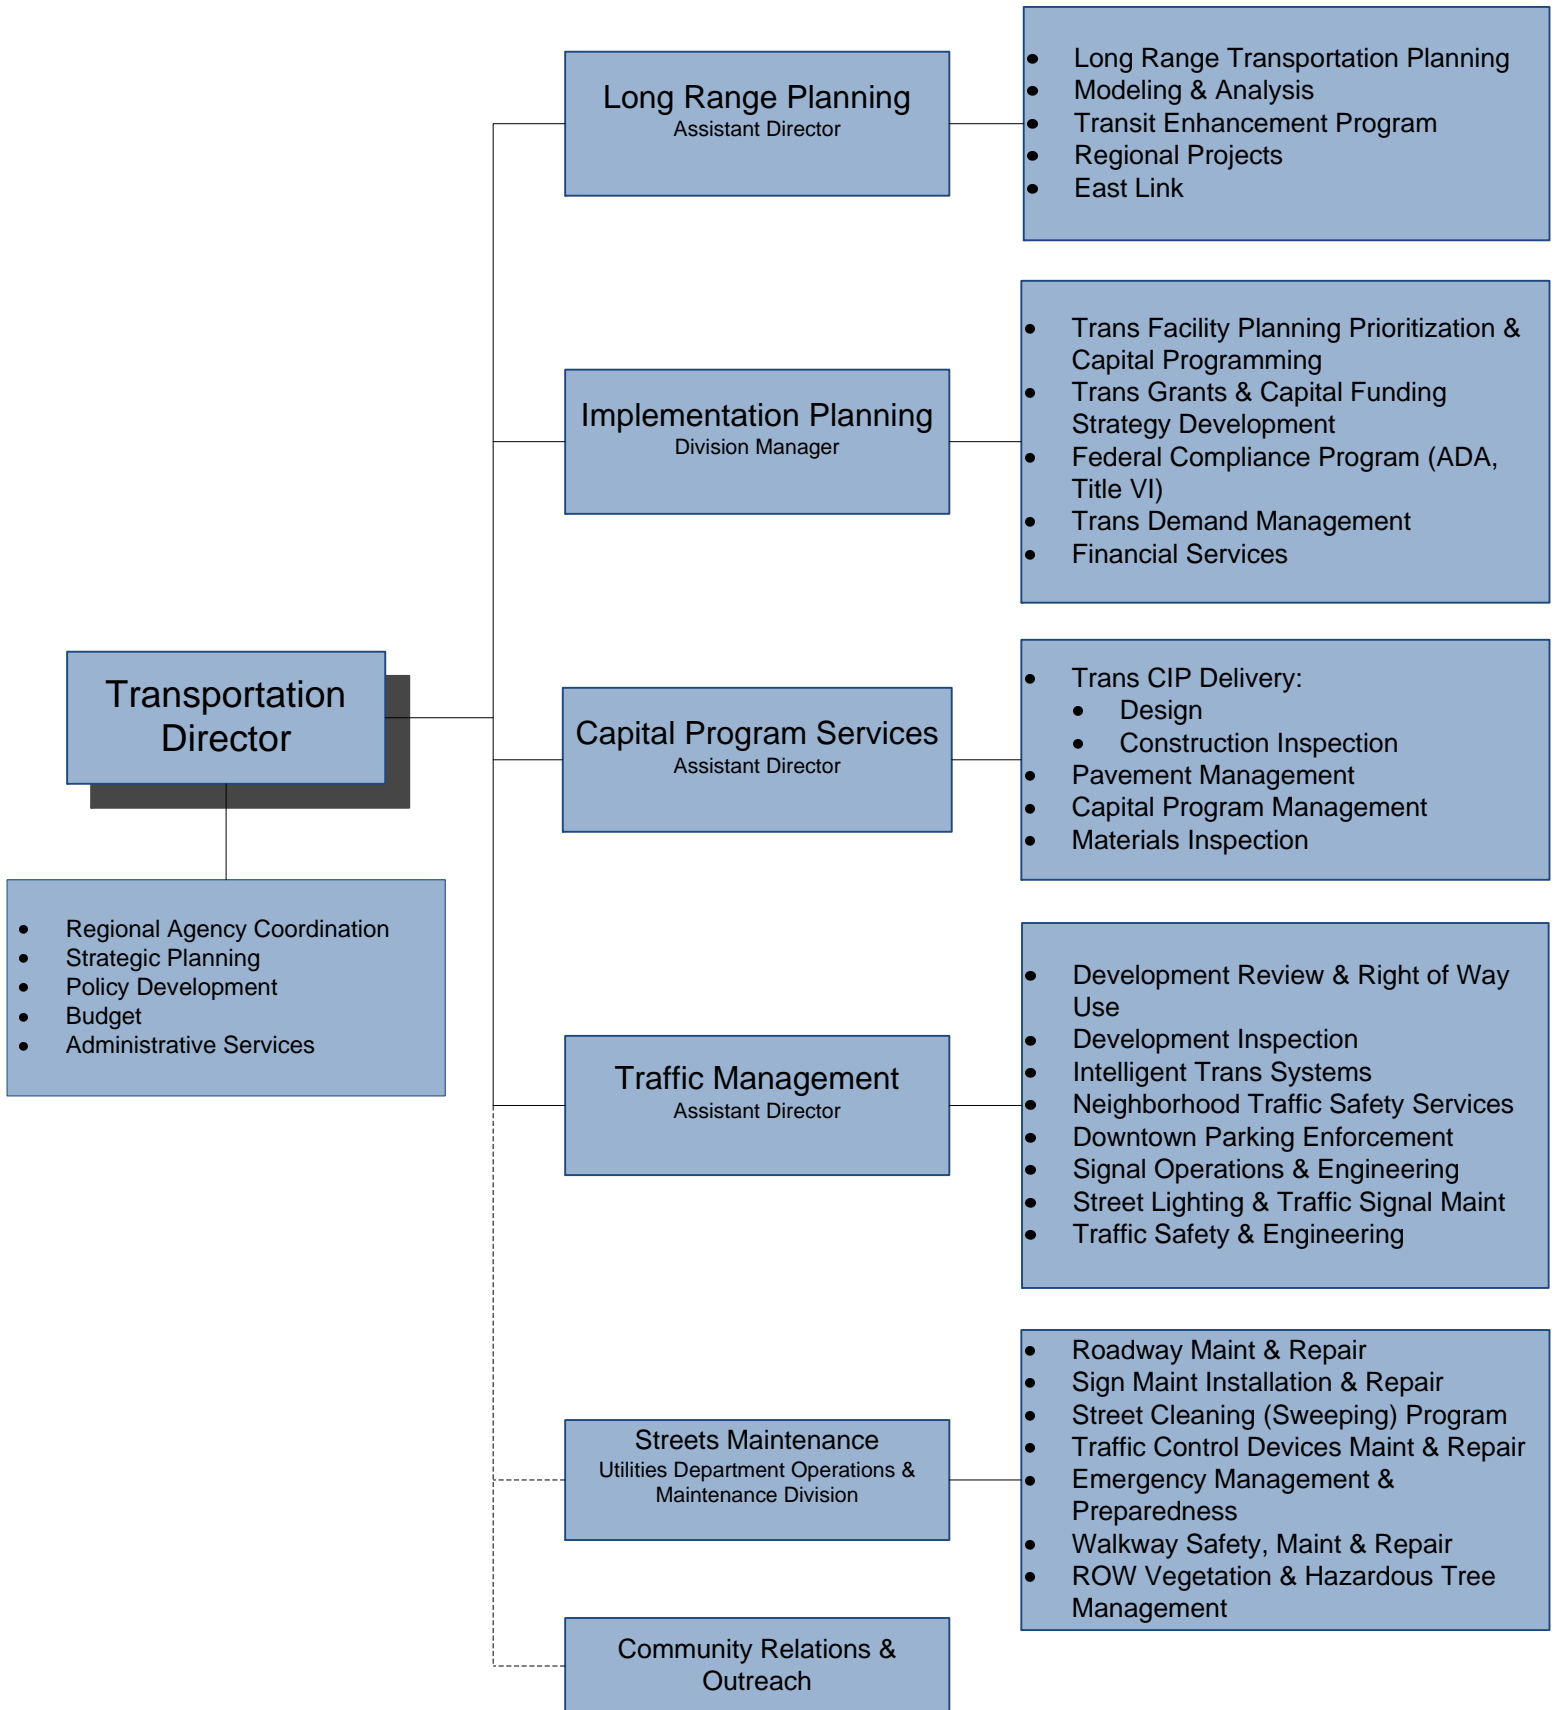 Long Range Planning
Assistant Director
• Long Range Transportation Planning
• Modeling & Analysis
• Transit Enhancement Program
• Regional Projects
• East Link
Implementation Planning
Division Manager
• Trans Facility Planning Prioritization &
Capital Programming
• Trans Grants & Capital Funding
Strategy Development
• Federal Compliance Program (ADA,
Title VI)
• Trans Demand Management
• Financial Services
Transportation
Director
• Regional Agency Coordination
• Strategic Planning
• Policy Development
• Budget
• Administrative Services
Capital Program Services
Assistant Director
• Trans CIP Delivery:
• Design
• Construction Inspection
• Pavement Management
• Capital Program Management
• Materials Inspection
Traffic Management
Assistant Director
• Development Review & Right of Way
Use
• Development Inspection
• Intelligent Trans Systems
• Neighborhood Traffic Safety Services
• Downtown Parking Enforcement
• Signal Operations & Engineering
• Street Lighting & Traffic Signal Maint
• Traffic Safety & Engineering
Streets Maintenance
Utilities Department Operations &
Maintenance Division
• Roadway Maint & Repair
• Sign Maint Installation & Repair
• Street Cleaning (Sweeping) Program
• Traffic Control Devices Maint & Repair
• Emergency Management &
Preparedness
• Walkway Safety, Maint & Repair
• ROW Vegetation & Hazardous Tree
Management
Community Relations &
Outreach